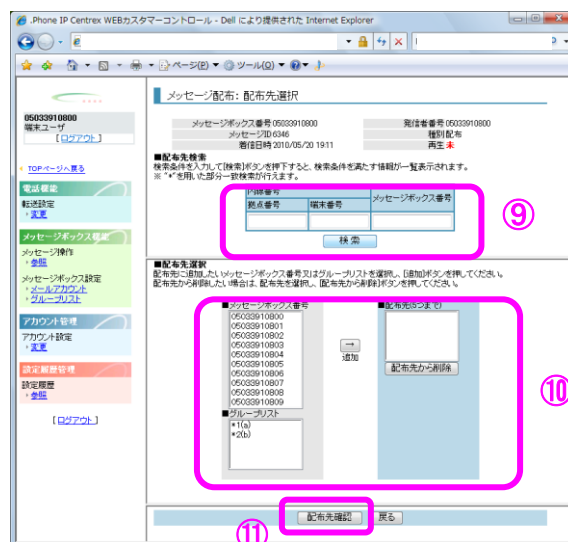 .Phone IP Centrex WEBカスタマーコントロール - Dell により提供された Internet Explorer
ページ(P) ツール(O)
05033910800
端末ユーザ
[ログアウト]
TOPページへ戻る
電話機能
転送設定
・変更
メッセージボックス機能
メッセージ操作
・参照
メッセージボックス設定
・メールアカウント
・グループリスト
アカウント管理
アカウント設定
・変更
設定履歴管理
設定履歴
・参照
[ログアウト]
メッセージ配布: 配布先選択
メッセージボックス番号 05033910800 発信者番号 05033910800
メッセージID 6346 種別 配布
着信日時 2010/05/20 19:11 再生 未
■配布先検索
検索条件を入力して[検索]ボタンを押下すると、検索条件を満たす情報が一覧表示されます。
※ "*"を用いた部分一致検索が行えます。
内線番号
拠点番号 端末番号 メッセージボックス番号
検索
⑨
■配布先選択
配布先に追加したいメッセージボックス番号又はグループリストを選択し、[追加]ボタンを押してください。
配布先から削除したい場合は、配布先を選択し、[配布先から削除]ボタンを押してください。
■メッセージボックス番号 ■配布先(5つまで)
05033910800
05033910801
05033910802
05033910803
05033910804
05033910805
05033910806
05033910807
05033910808
05033910809
→
追加
配布先から削除
■グループリスト
*1(a)
*2(b)
⑩
配布先確認 戻る
⑪